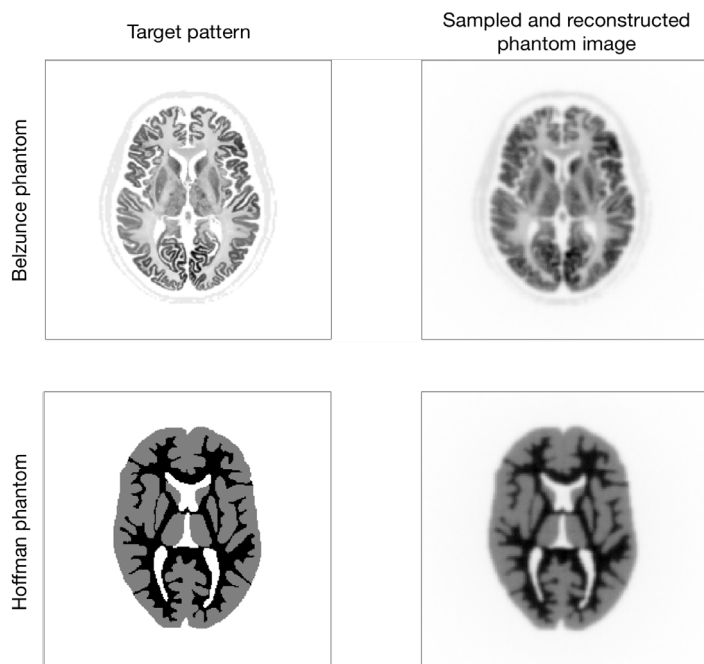 Target pattern
Sampled and reconstructed
phantom image
Belzunce phantom
Hoffman phantom